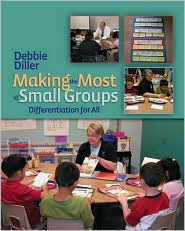 Debbie
Diller
Making the Most
of Small Groups
Differentiation for All